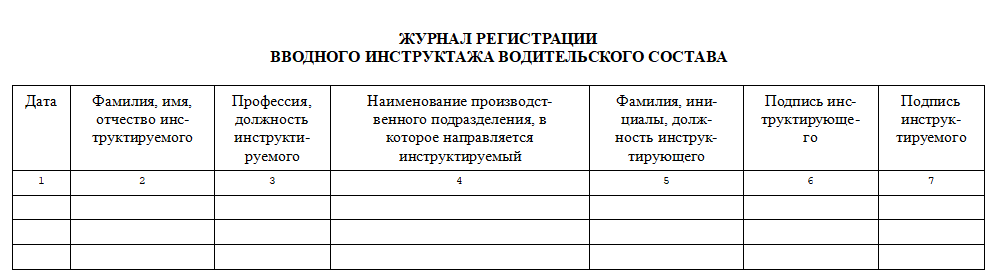 ЖУРНАЛ РЕГИСТРАЦИИ
ВВОДНОГО ИНСТРУКТАЖА ВОДИТЕЛЬСКОГО СОСТАВА
Дата
Фамилия, имя,
отчество инс-
труктируемого
Профессия,
должность
инструкти-
руемого
Наименование производст-
венного подразделения, в
которое направляется
инструктируемый
Фамилия, ини-
циалы, долж-
ность инструк-
тирующего
Подпись инс-
труктирующе-
го
Подпись
инструк-
тируемого
1
2
3
4
5
6
7